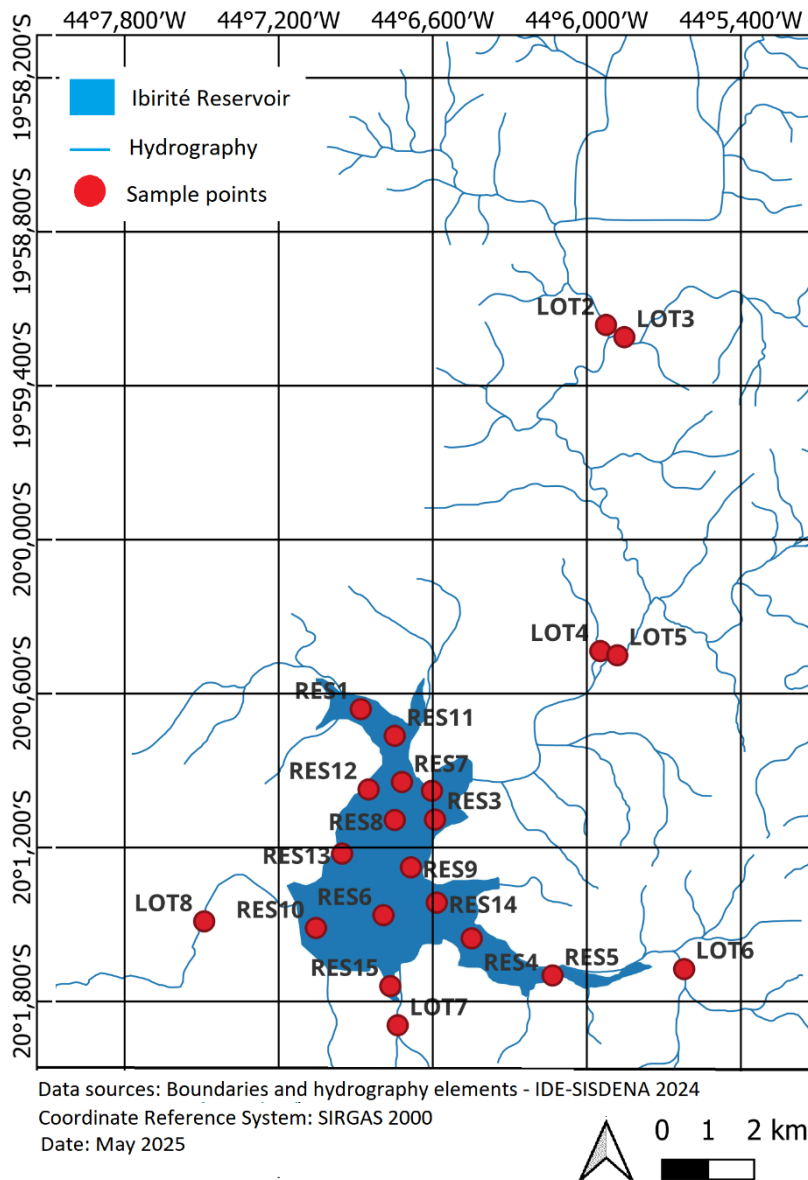 44°7,800'W 44°7,200'W 44°6,600'W 44°6,000'W 44°5,400'W
19°58,200'S
Ibirité Reservoir
Hydrography
Sample points
19°58,800'S
LOT2
LOT3
19°59,400'S
20°0,000'S
LOT4
LOT5
20°0,600'S
RES1
RES11
RES12
RES7
RES3
RES8
20°1,200'S
RES13
RES9
LOT8
RES10
RES6
RES14
RES4
RES5
LOT6
RES15
20°1,800'S
LOT7
Data sources: Boundaries and hydrography elements - IDE-SISDENA 2024
Coordinate Reference System: SIRGAS 2000
Date: May 2025
0 1 2 km